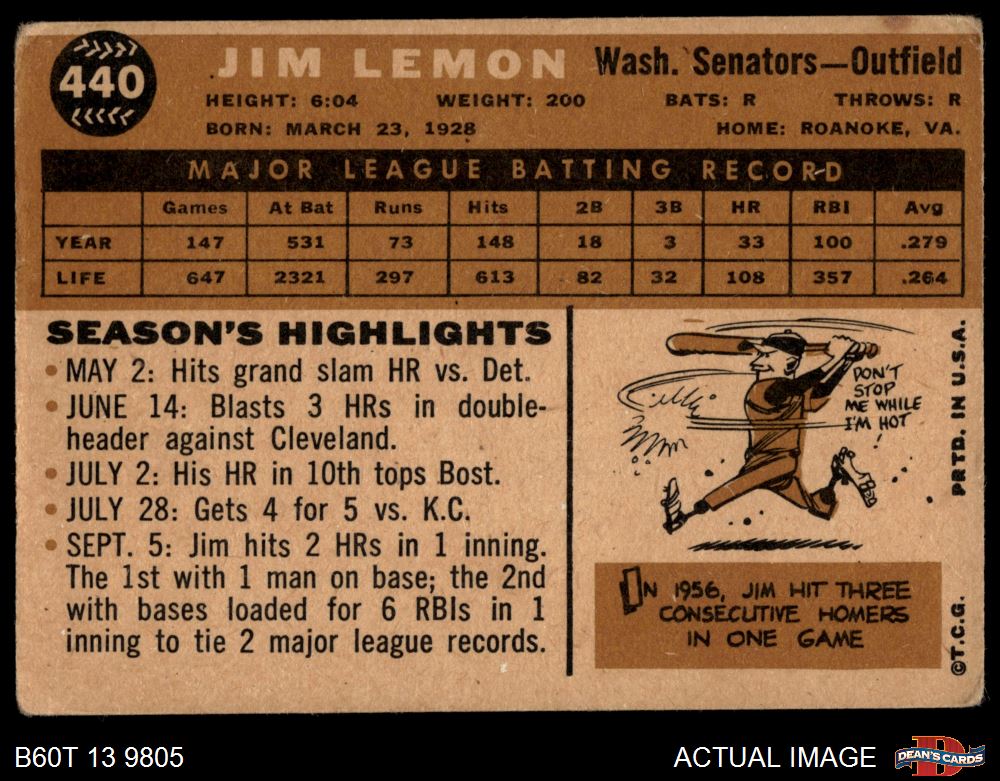 440
JIM LEMON
Wash. Senators—Outfield
HEIGHT: 6:04 WEIGHT: 200 BATS: R THROWS: R
BORN: MARCH 23, 1928 HOME: ROANOKE, VA.
MAJOR LEAGUE BATTING RECORD
Games At Bat Runs Hits 2B 3B HR RBI Avg
YEAR 147 531 73 148 18 3 33 100 .279
LIFE 647 2321 297 613 82 32 108 357 .264
SEASON'S HIGHLIGHTS
• MAY 2: Hits grand slam HR vs. Det.
• JUNE 14: Blasts 3 HRs in double-
header against Cleveland.
• JULY 2: His HR in 10th tops Bost.
• JULY 28: Gets 4 for 5 vs. K.C.
• SEPT. 5: Jim hits 2 HRs in 1 inning.
The 1st with 1 man on base; the 2nd
with bases loaded for 6 RBIs in 1
inning to tie 2 major league records.
DON'T
STOP
ME WHILE
I'M HOT
!
IN 1956, JIM HIT THREE
CONSECUTIVE HOMERS
IN ONE GAME
©T.C.G. PRTD. IN U.S.A.
B60T 13 9805
ACTUAL IMAGE
D
DEAN'S CARDS